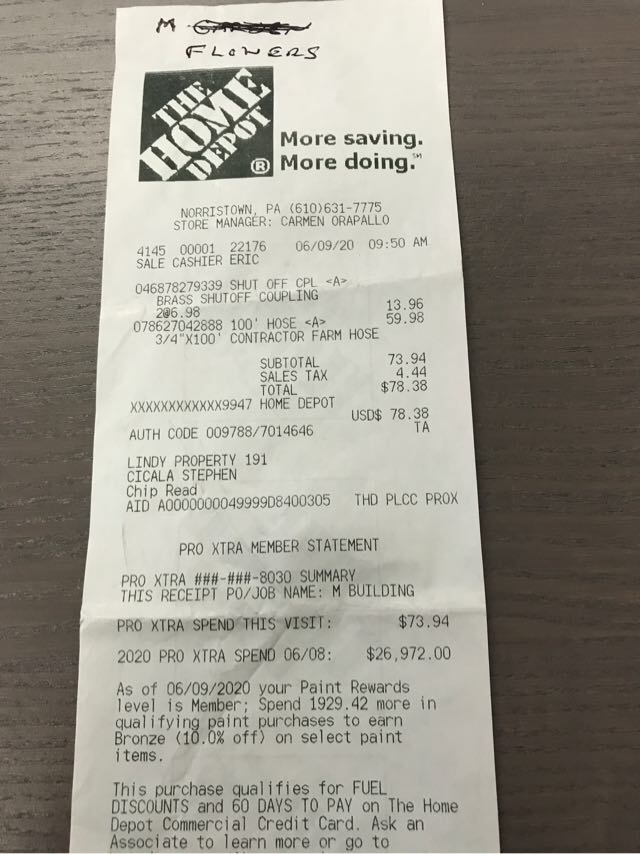 M
FLOWERS
THE
HOME
DEPOT
®
More saving.
More doing.℠
NORRISTOWN, PA (610)631-7775
STORE MANAGER: CARMEN ORAPALLO
4145 00001 22176 06/09/20 09:50 AM
SALE CASHIER ERIC
046878279339 SHUT OFF CPL <A>
BRASS SHUTOFF COUPLING
2@6.98 13.96
078627042888 100' HOSE <A> 59.98
3/4"X100' CONTRACTOR FARM HOSE
SUBTOTAL 73.94
SALES TAX 4.44
TOTAL $78.38
XXXXXXXXXXXX9947 HOME DEPOT
USD$ 78.38
AUTH CODE 009788/7014646 TA
LINDY PROPERTY 191
CICALA STEPHEN
Chip Read
AID A0000000049999D8400305 THD PLCC PROX
PRO XTRA MEMBER STATEMENT
PRO XTRA ###-###-8030 SUMMARY
THIS RECEIPT PO/JOB NAME: M BUILDING
PRO XTRA SPEND THIS VISIT: $73.94
2020 PRO XTRA SPEND 06/08: $26,972.00
As of 06/09/2020 your Paint Rewards
level is Member; Spend 1929.42 more in
qualifying paint purchases to earn
Bronze (10.0% off) on select paint
items.
This purchase qualifies for FUEL
DISCOUNTS and 60 DAYS TO PAY on The Home
Depot Commercial Credit Card. Ask an
Associate to learn more or go to